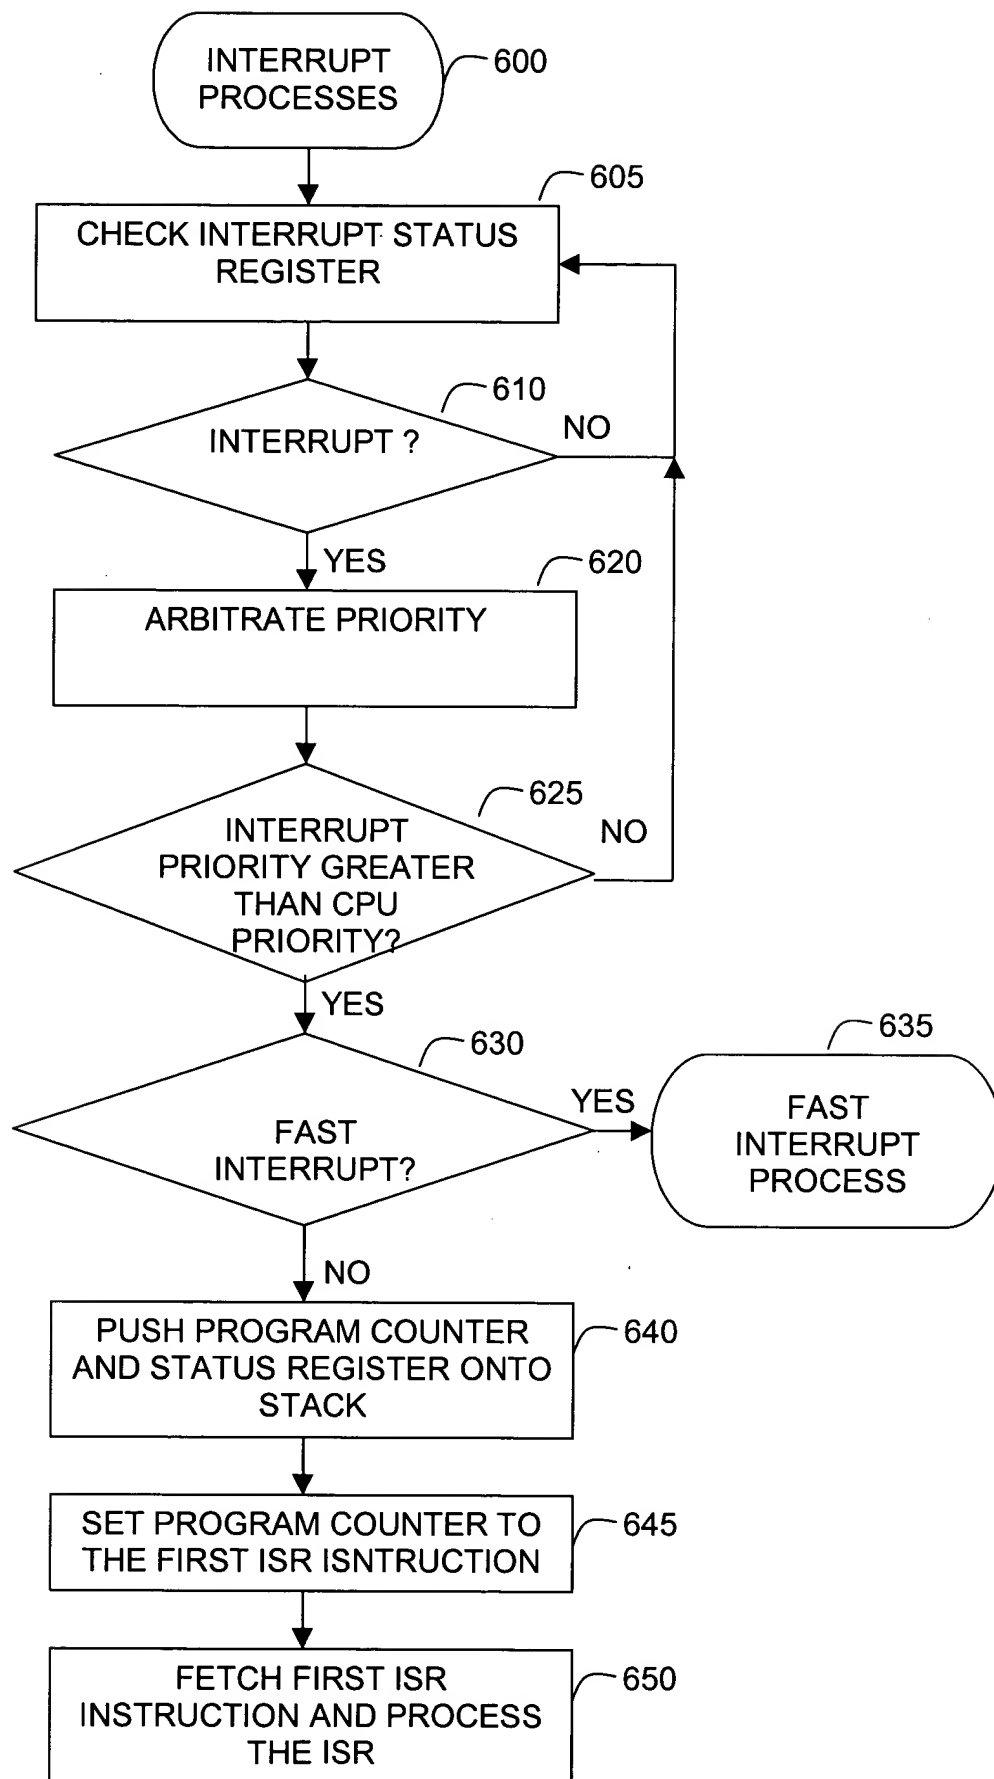 INTERRUPT
PROCESSES
600
605
CHECK INTERRUPT STATUS
REGISTER
610
INTERRUPT ?
NO
YES
620
ARBITRATE PRIORITY
625
INTERRUPT
PRIORITY GREATER
THAN CPU
PRIORITY?
NO
YES
630
635
FAST
INTERRUPT?
YES
FAST
INTERRUPT
PROCESS
NO
640
PUSH PROGRAM COUNTER
AND STATUS REGISTER ONTO
STACK
645
SET PROGRAM COUNTER TO
THE FIRST ISR ISNTRUCTION
650
FETCH FIRST ISR
INSTRUCTION AND PROCESS
THE ISR